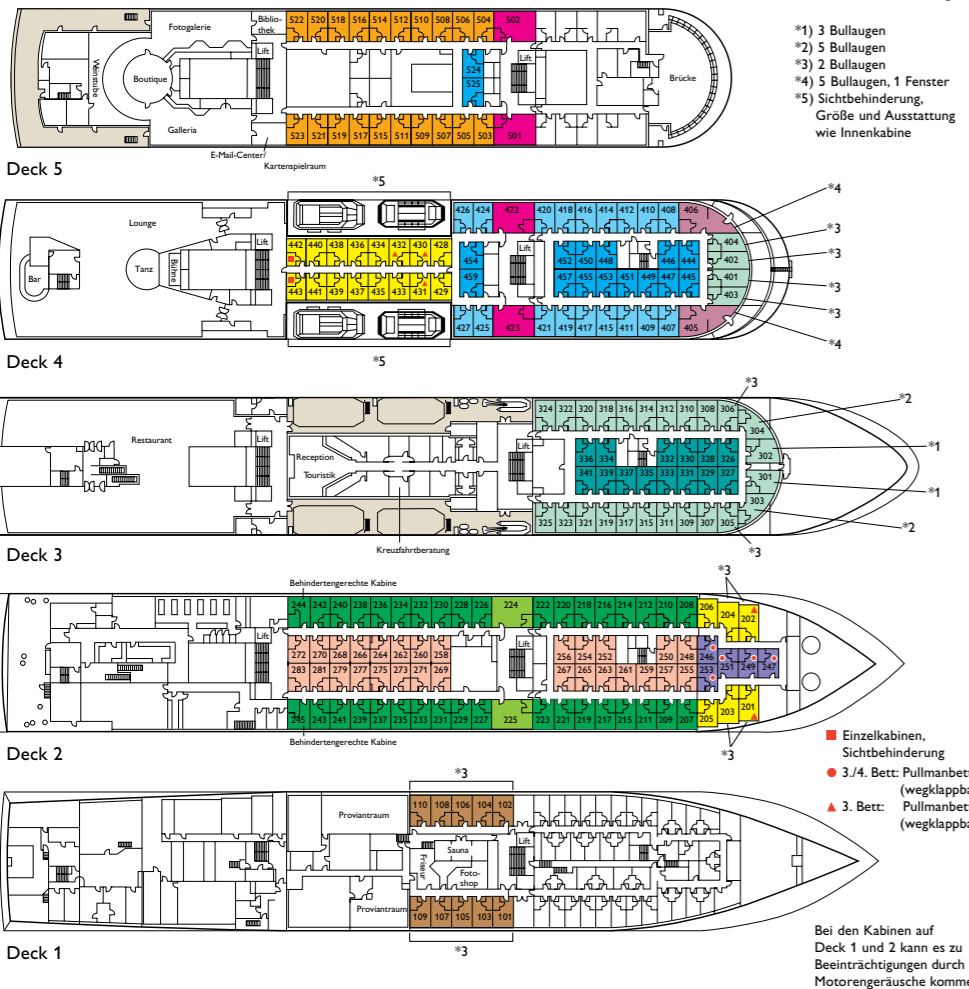 *1) 3 Bullaugen
*2) 5 Bullaugen
*3) 2 Bullaugen
*4) 5 Bullaugen, 1 Fenster
*5) Sichtbehinderung,
Größe und Ausstattung
wie Innenkabine
522 520 518 516 514 512 510 508 506 504 502
Fotogalerie
Biblio-
thek
Lift
Lift
Weinstube
Boutique
524
525
Brücke
Galleria
523 521 519 517 515 511 509 507 505 503 501
E-Mail-Center/
Kartenspielraum
Deck 5
*5
*4
426 424 422 420 418 416 414 412 410 408 406
*3
Lounge
Lift
Lift
442 440 438 436 434 432 430 428
404
454
452 450 448 446 444
402
*3
Bar
Tanz
Bühne
401
443 441 439 437 435 433 431 429
459
457 455 453 451 449 447 445
403
*3
*3
427 425 423 421 419 417 415 411 409 407 405
*4
*5
Deck 4
*3
*2
324 322 320 318 316 314 312 310 308 306
304
Restaurant
Lift
Reception
Lift
336 334 332 330 328 326
302
*1
Touristik
341 339 337 335 333 331 329 327
301
*1
303
325 323 321 319 317 315 311 309 307 305
*2
*3
Kreuzfahrtberatung
Deck 3
*3
Behindertengerechte Kabine
244 242 240 238 236 234 232 230 228 226 224 222 220 218 216 214 212 210 208 206 204 202
Lift
Lift
272 270 268 266 264 262 260 258
256 254 252 250 248 246
283 281 279 277 275 273 271 269
267 265 263 261 259 257 255 253 251 249 247
245 243 241 239 237 235 233 231 229 227 225 223 221 219 217 215 211 209 207 205 203 201
Behindertengerechte Kabine
*3
Deck 2
Einzelkabinen,
Sichtbehinderung
3./4. Bett: Pullmanbett
(wegklappba
3. Bett: Pullmanbett
(wegklappba
*3
110 108 106 104 102
Proviantraum
Lift
Sauna
Friseur
Foto-
shop
Proviantraum
109 107 105 103 101
*3
Deck 1
Bei den Kabinen auf
Deck 1 und 2 kann es zu
Beeinträchtigungen durch
Motorengeräusche komme